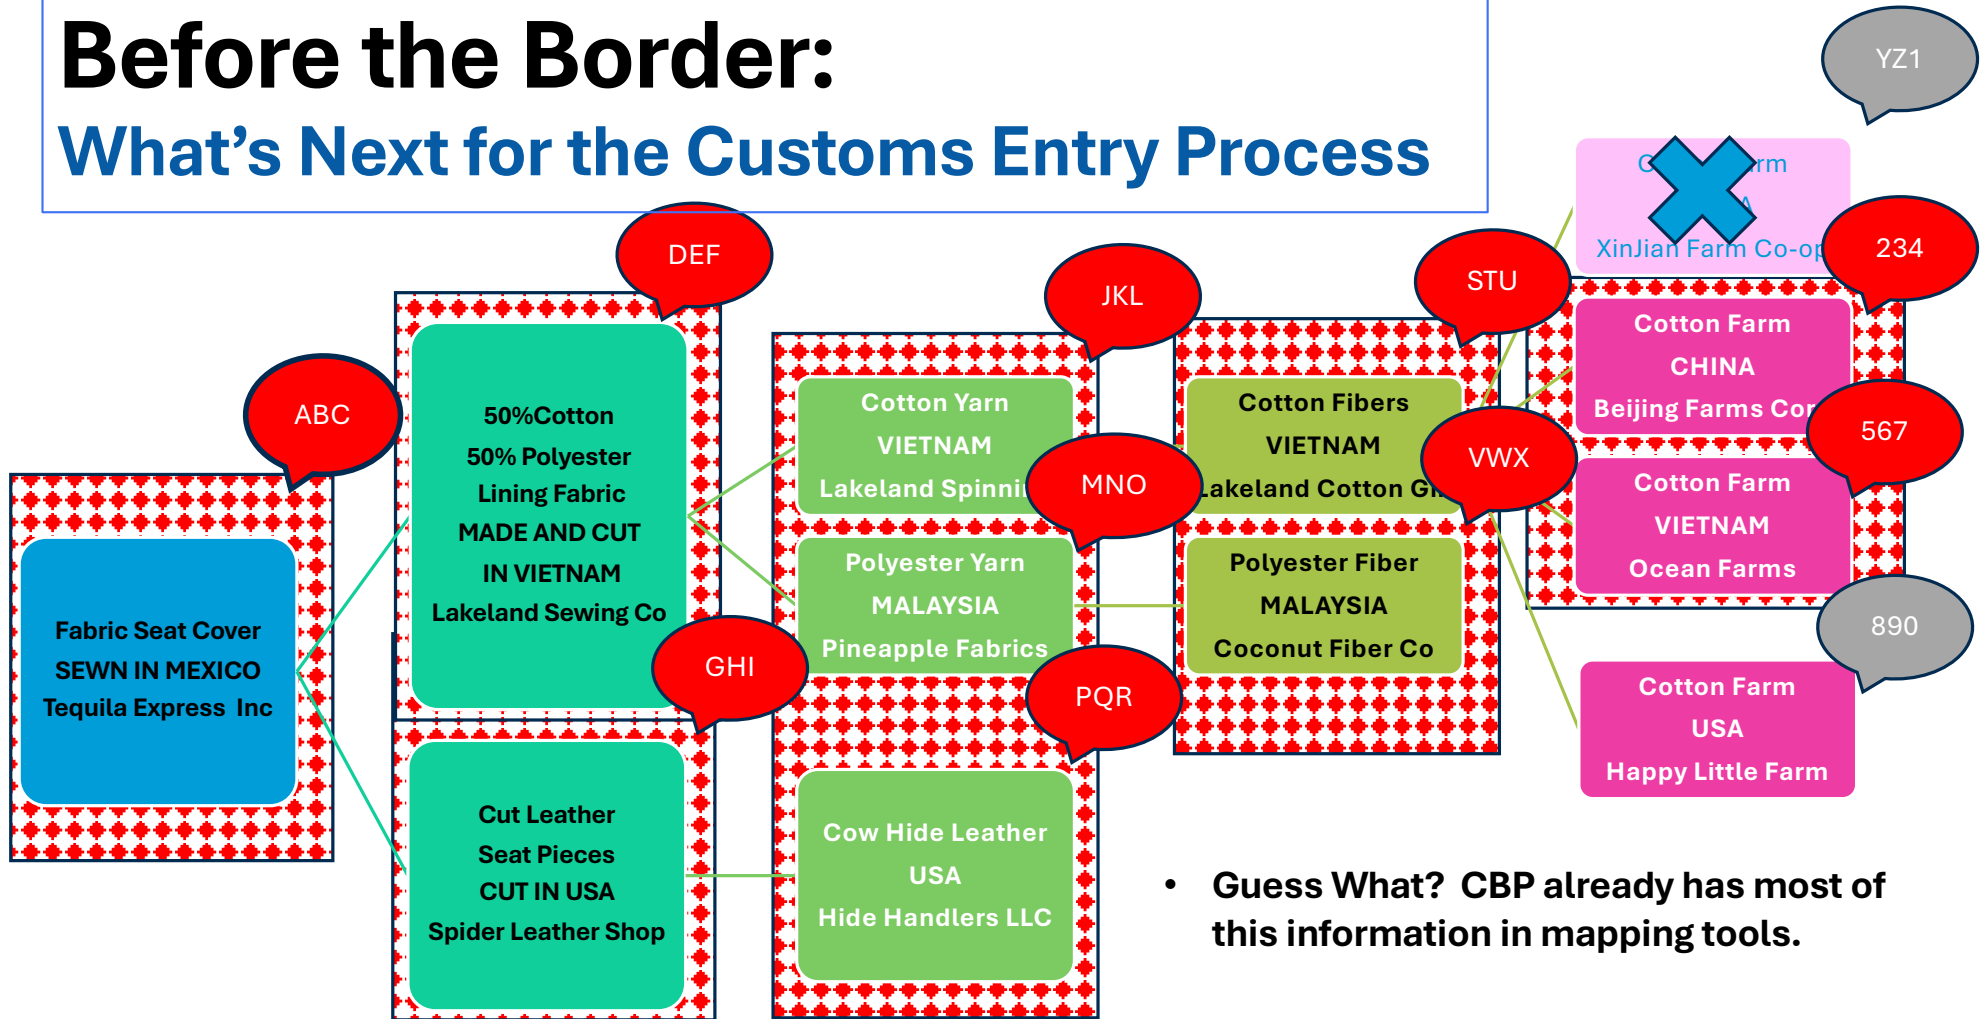 Before the Border:
What's Next for the Customs Entry Process
ABC
Fabric Seat Cover
SEWN IN MEXICO
Tequila Express Inc
DEF
50%Cotton
50% Polyester
Lining Fabric
MADE AND CUT
IN VIETNAM
Lakeland Sewing Co
GHI
Cut Leather
Seat Pieces
CUT IN USA
Spider Leather Shop
JKL
Cotton Yarn
VIETNAM
Lakeland
MNO
Polyester Yarn
MALAYSIA
Pineapple Fabrics
PQR
Cow Hide Leather
USA
Hide Handlers LLC
STU
Cotton Fibers
VIETNAM
Lakeland Cotton
VWX
Polyester Fiber
MALAYSIA
Coconut Fiber Co
YZ1
XinJian Farm Co-op
234
Cotton Farm
CHINA
Beijing Farms
567
Cotton Farm
VIETNAM
Ocean Farms
890
Cotton Farm
USA
Happy Little Farm
• Guess What? CBP already has most of
this information in mapping tools.